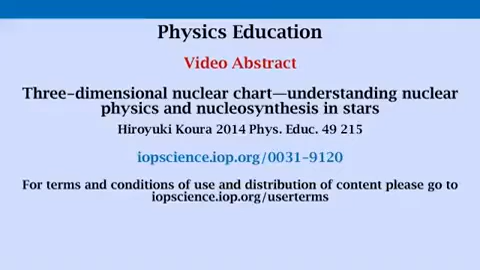 Physics Education
Video Abstract
Three-dimensional nuclear chart—understanding nuclear
physics and nucleosynthesis in stars
Hiroyuki Koura 2014 Phys. Educ. 49 215
iopscience.iop.org/0031-9120
For terms and conditions of use and distribution of content please go to
iopscience.iop.org/userterms